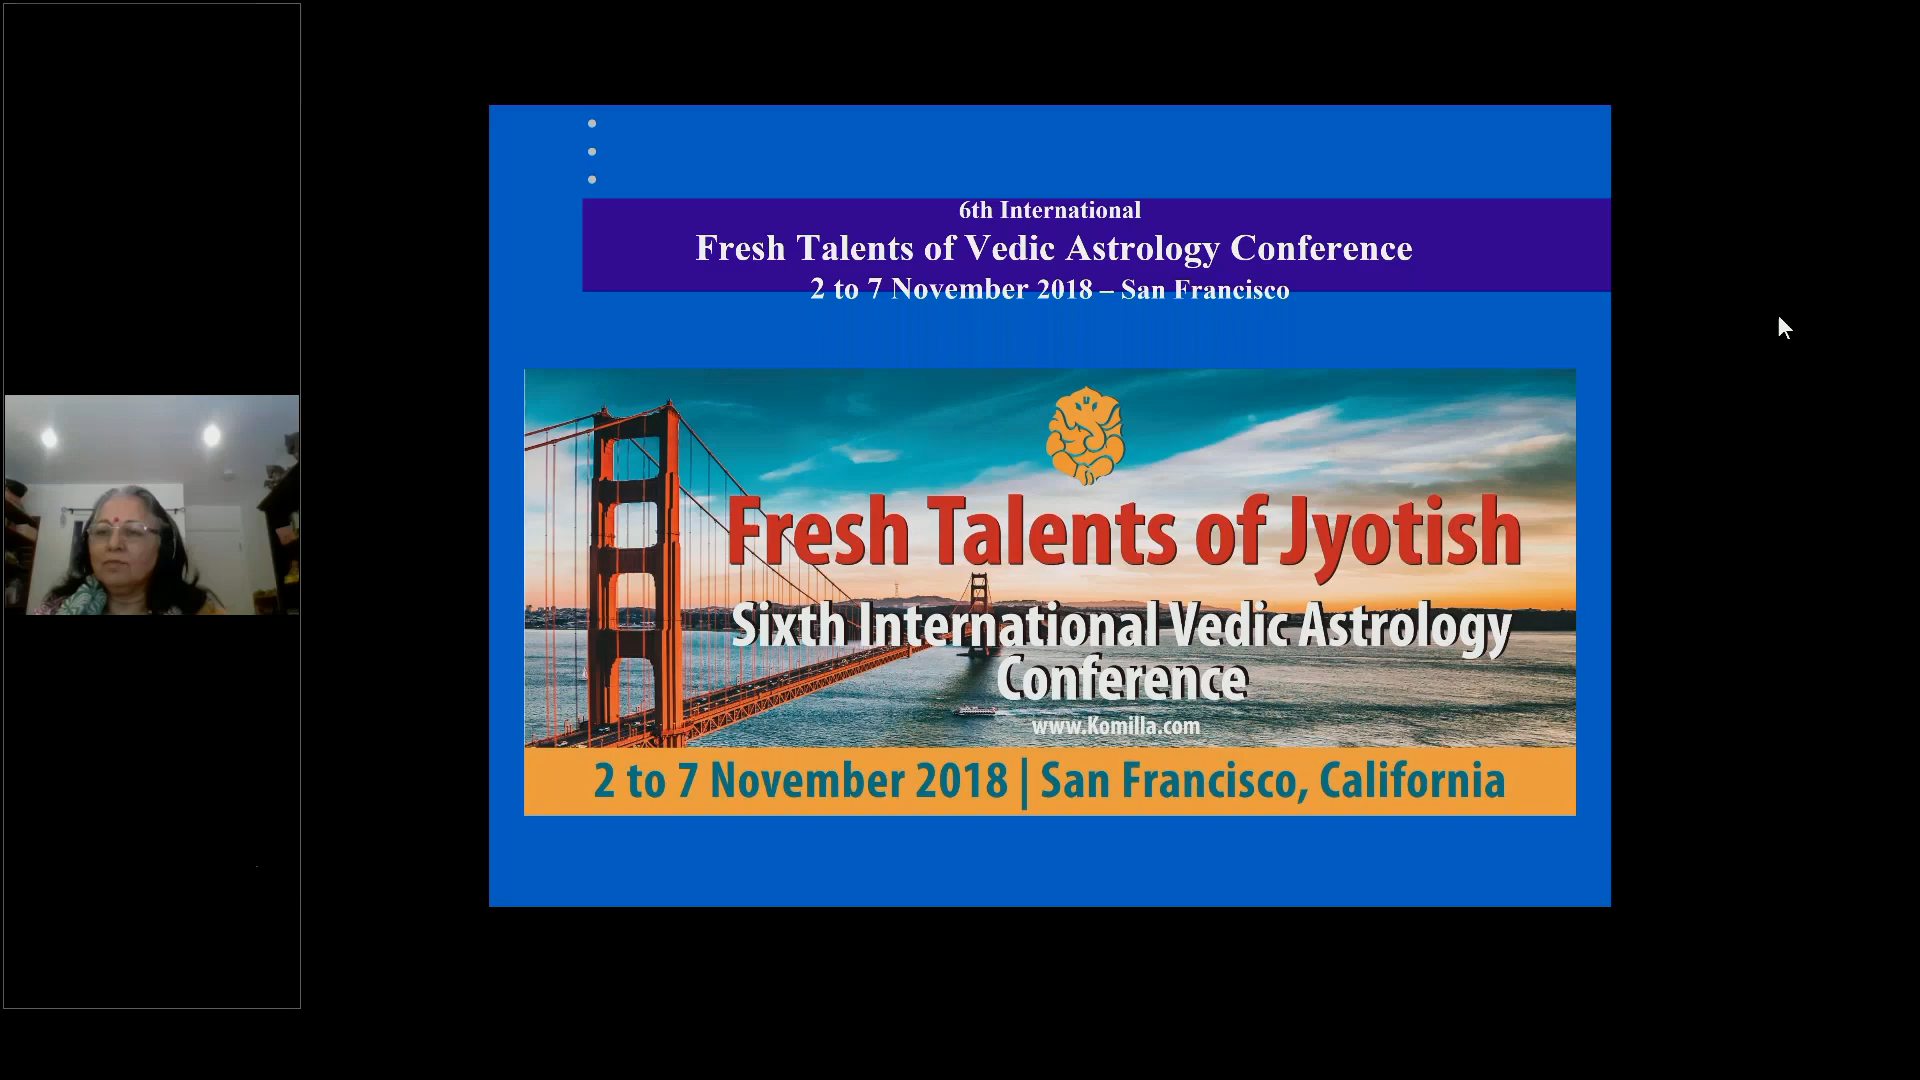 6th International
Fresh Talents of Vedic Astrology Conference
2 to 7 November 2018 – San Francisco
Fresh Talents of Jyotish
Sixth International Vedic Astrology
Conference
www.Komilla.com
2 to 7 November 2018 | San Francisco, California